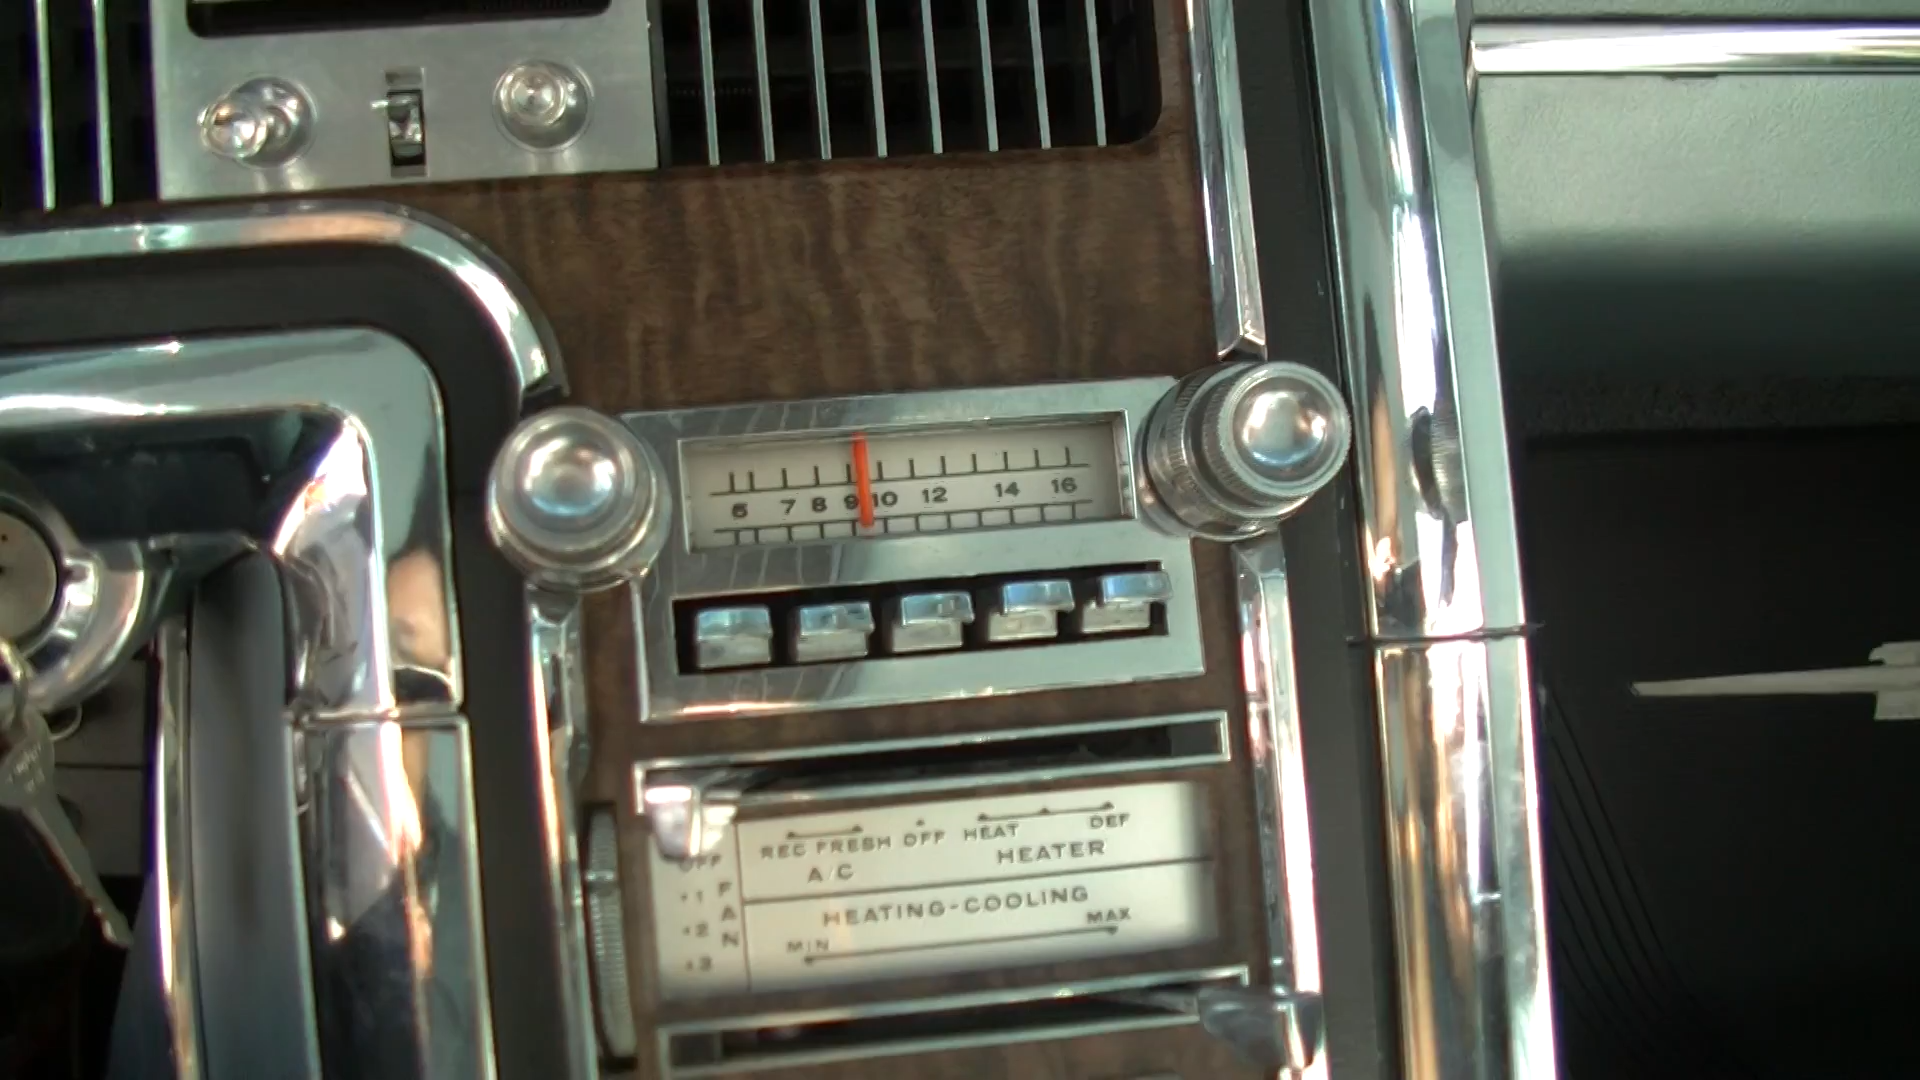 5 7 8 9 10 12 14 16
REC FRESH OFF HEAT DEF
A/C HEATER
OFF
•1 F
A
•2
N
•3
HEATING-COOLING
MIN MAX